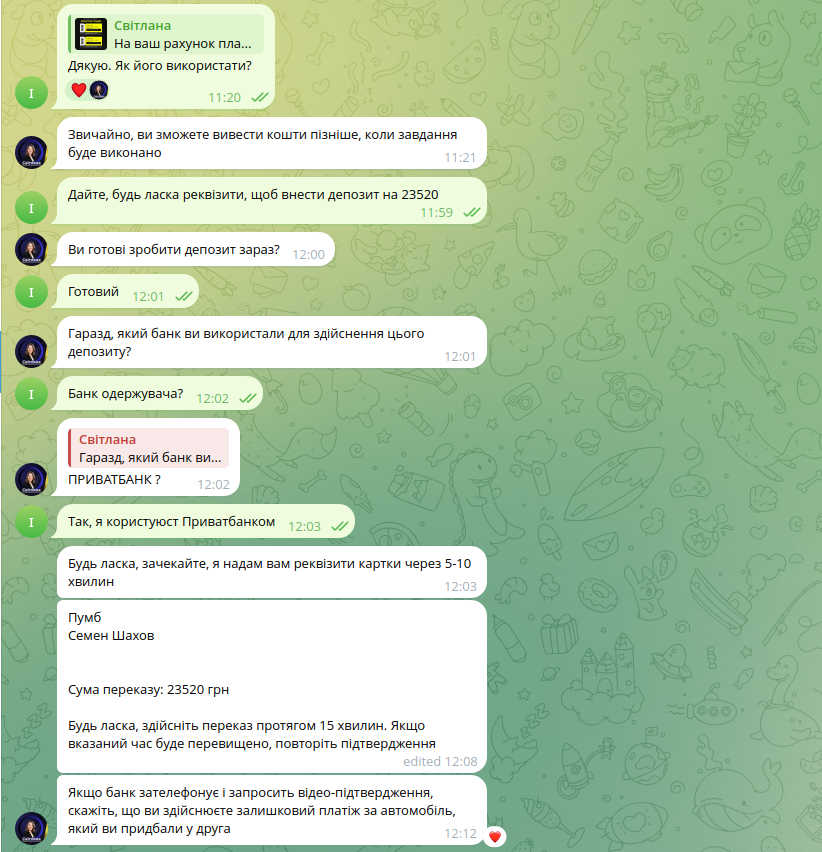 Світлана
На ваш рахунок пла...
Дякую. Як його використати?
11:20
І
Звичайно, ви зможете вивести кошти пізніше, коли завдання
буде виконано
11:21
Дайте, будь ласка реквізити, щоб внести депозит на 23520
11:59
І
Ви готові зробити депозит зараз? 12:00
Готовий 12:01
І
Гаразд, який банк ви використали для здійснення цього
депозиту?
12:01
Банк одержувача? 12:02
І
Світлана
Гаразд, який банк ви...
ПРИВАТБАНК ?
12:02
Так, я користуюст Приватбанком 12:03
І
Будь ласка, зачекайте, я надам вам реквізити картки через 5-10
хвилин
12:03
Пумб
Семен Шахов
Сума переказу: 23520 грн
Будь ласка, здійсніть переказ протягом 15 хвилин. Якщо
вказаний час буде перевищено, повторіть підтвердження
edited 12:08
Якщо банк зателефонує і запросить відео-підтвердження,
скажіть, що ви здійснюєте залишковий платіж за автомобіль,
який ви придбали у друга
12:12